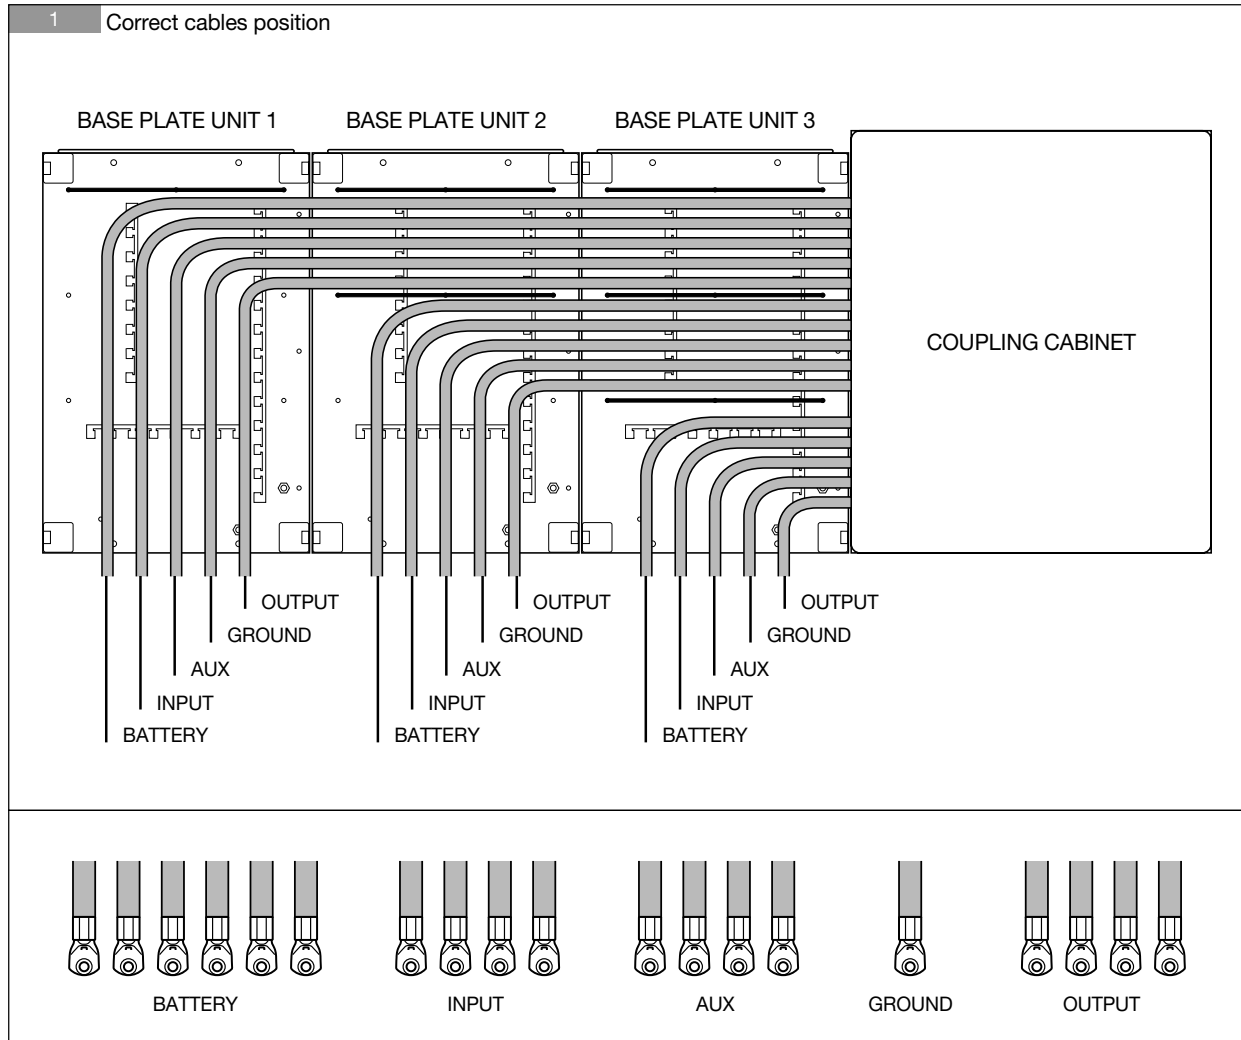 1 Correct cables position
BASE PLATE UNIT 1 BASE PLATE UNIT 2 BASE PLATE UNIT 3
COUPLING CABINET
OUTPUT OUTPUT OUTPUT
GROUND GROUND GROUND
AUX AUX AUX
INPUT INPUT INPUT
BATTERY BATTERY BATTERY
BATTERY INPUT AUX GROUND OUTPUT